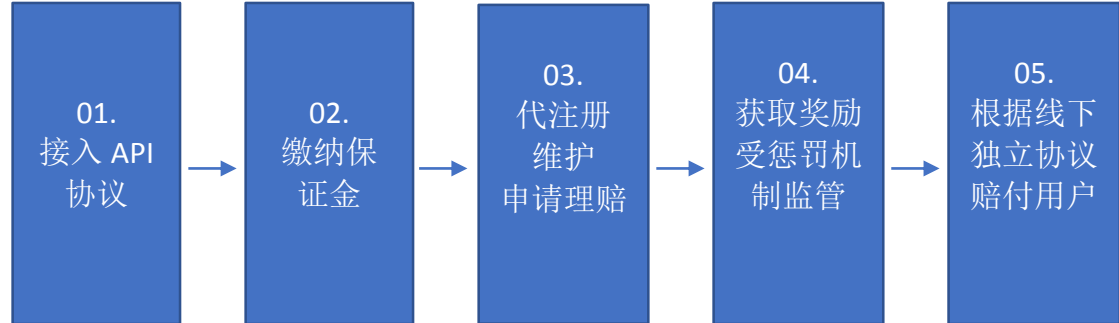 01.
接入 API
协议
02.
缴纳保
证金
03.
代注册
维护
申请理赔
04.
获取奖励
受惩罚机
制监管
05.
根据线下
独立协议
赔付用户